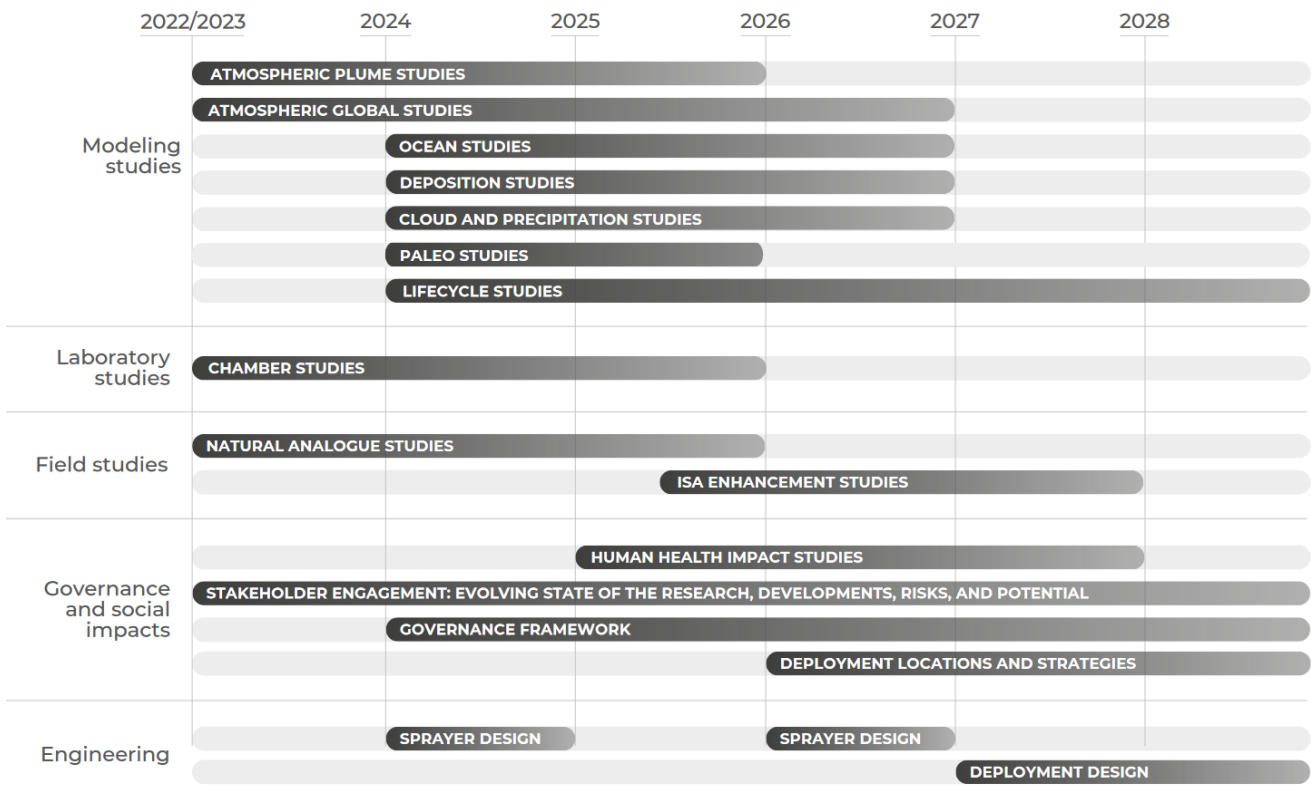 2022/2023 2024 2025 2026 2027 2028
Modeling
studies
ATMOSPHERIC PLUME STUDIES
ATMOSPHERIC GLOBAL STUDIES
OCEAN STUDIES
DEPOSITION STUDIES
CLOUD AND PRECIPITATION STUDIES
PALEO STUDIES
LIFECYCLE STUDIES
Laboratory
studies
CHAMBER STUDIES
Field studies
NATURAL ANALOGUE STUDIES
ISA ENHANCEMENT STUDIES
Governance
and social
impacts
HUMAN HEALTH IMPACT STUDIES
STAKEHOLDER ENGAGEMENT: EVOLVING STATE OF THE RESEARCH, DEVELOPMENTS, RISKS, AND POTENTIAL
GOVERNANCE FRAMEWORK
DEPLOYMENT LOCATIONS AND STRATEGIES
Engineering
SPRAYER DESIGN SPRAYER DESIGN
DEPLOYMENT DESIGN